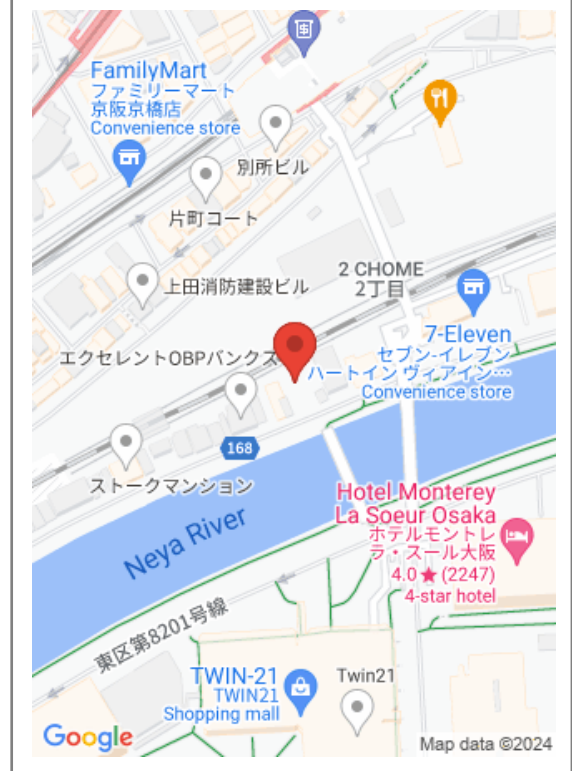 FamilyMart
ファミリーマート
京阪京橋店
Convenience store
別所ビル
片町コート
2 CHOME
2丁目
上田消防建設ビル
7-Eleven
セブン-イレブン
ハートイン ヴィアイン…
Convenience store
エクセレントOBPバンクス
168
ストークマンション
Neya River
Hotel Monterey
La Soeur Osaka
ホテルモントレ
ラ・スール大阪
4.0★(2247)
4-star hotel
東区第8201号線
TWIN-21
TWIN21
Shopping mall
Twin21
Google
Map data ©2024